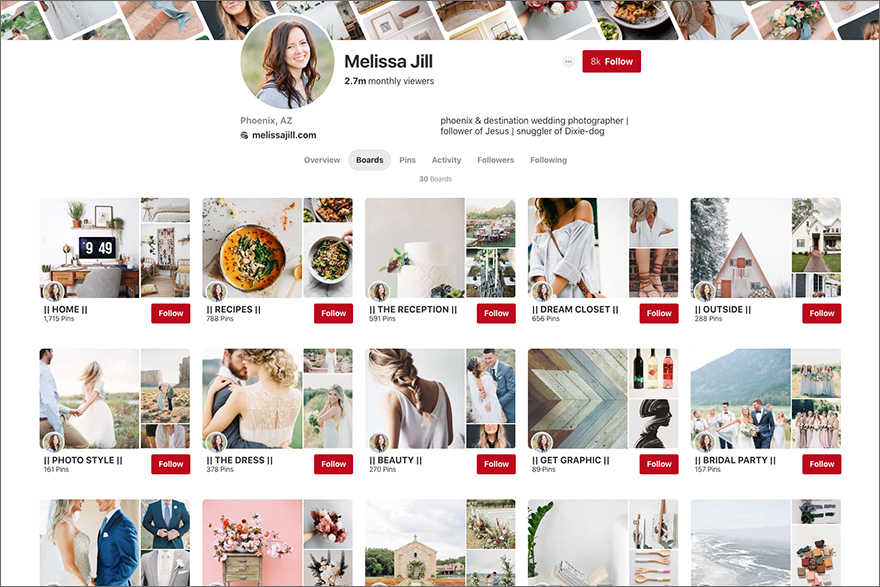 Melissa Jill
2.7m monthly viewers
8k Follow
Phoenix, AZ
melissajill.com
phoenix & destination wedding photographer |
follower of Jesus | snuggler of Dixie-dog
Overview Boards Pins Activity Followers Following
30 Boards
9 49
|| HOME ||
1,715 Pins
Follow
|| RECIPES ||
788 Pins
Follow
|| THE RECEPTION ||
591 Pins
Follow
|| DREAM CLOSET ||
656 Pins
Follow
|| OUTSIDE ||
288 Pins
Follow
|| PHOTO STYLE ||
161 Pins
Follow
|| THE DRESS ||
378 Pins
Follow
|| BEAUTY ||
270 Pins
Follow
|| GET GRAPHIC ||
89 Pins
Follow
|| BRIDAL PARTY ||
157 Pins
Follow